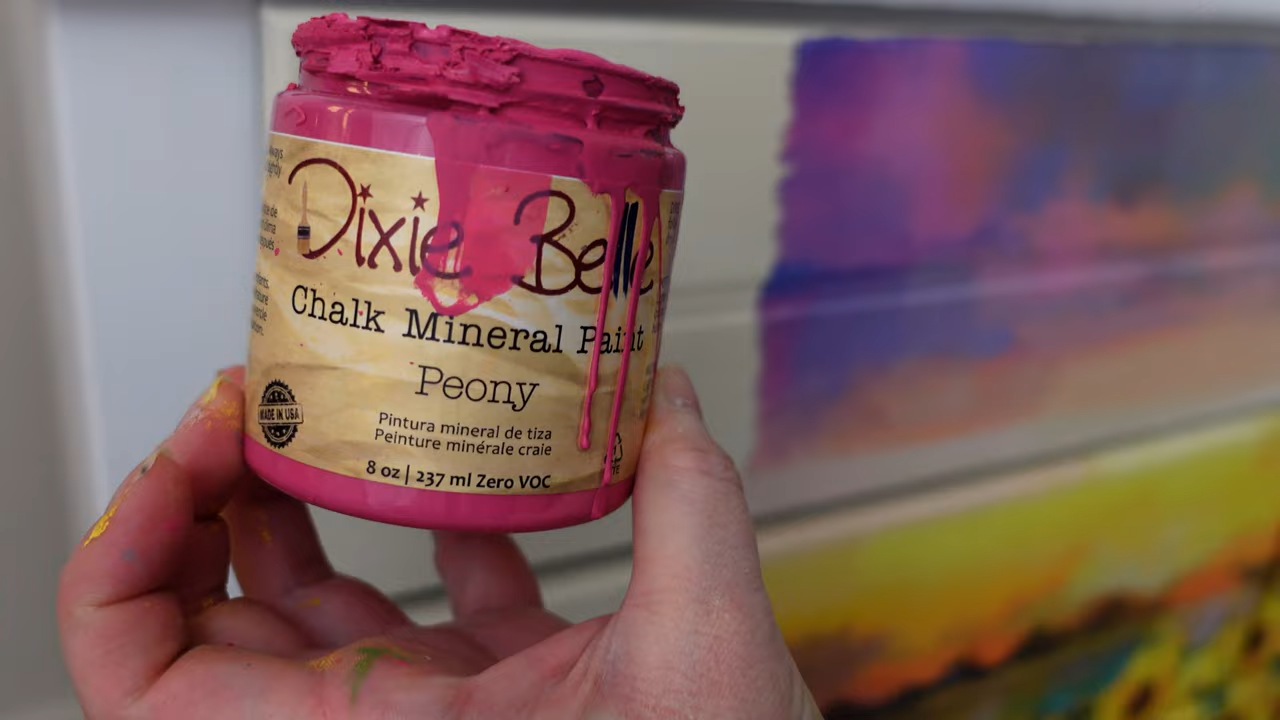 Dixie Belle
Chalk Mineral Paint
Peony
MADE IN USA
Pintura mineral de tiza
Peinture minérale craie
8 oz | 237 ml Zero VOC